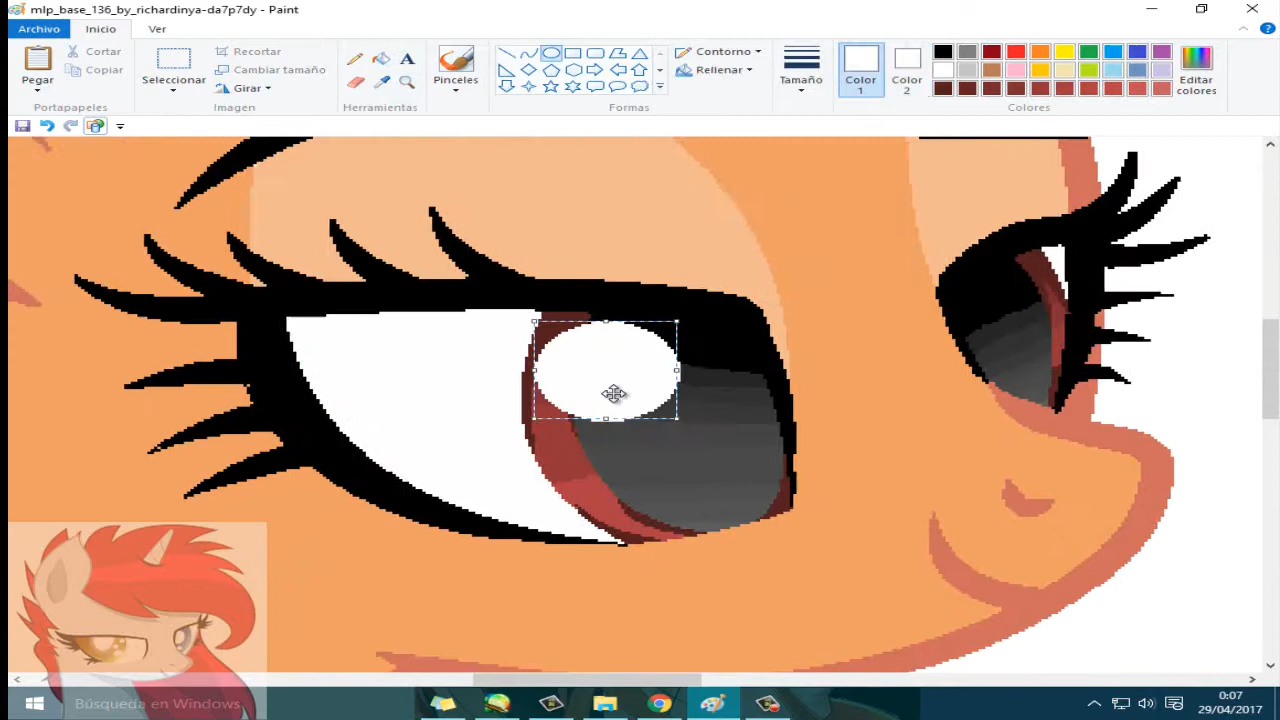 mlp_base_136_by_richardinya-da7p7dy - Paint
Archivo Inicio Ver
Pegar
Cortar
Copiar
Portapapeles
Seleccionar
Recortar
Cambiar tamaño
Girar
Imagen
A
Herramientas
Pinceles
Formas
Contorno
Rellenar
Tamaño
Color
1
Color
2
Colores
Editar
colores
Búsqueda en Windows
0:07
29/04/2017